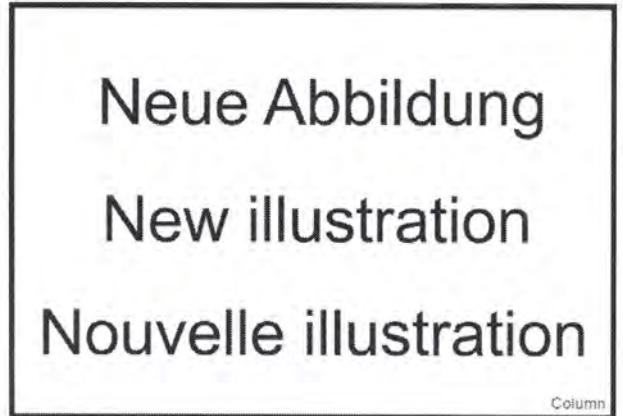 Neue Abbildung
New illustration
Nouvelle illustration
Column